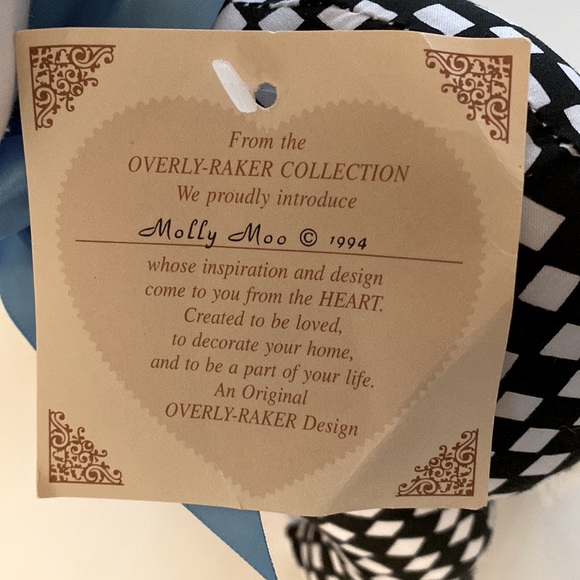 From the
OVERLY-RAKER COLLECTION
We proudly introduce
Molly Moo © 1994
whose inspiration and design
come to you from the HEART.
Created to be loved,
to decorate your home,
and to be a part of your life.
An Original
OVERLY-RAKER Design